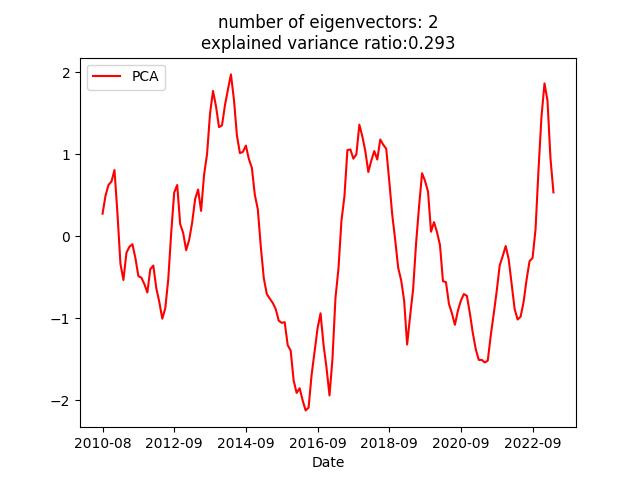 number of eigenvectors: 2
explained variance ratio:0.293
PCA
2
1
0
−1
−2
2010-08 2012-09 2014-09 2016-09 2018-09 2020-09 2022-09
Date